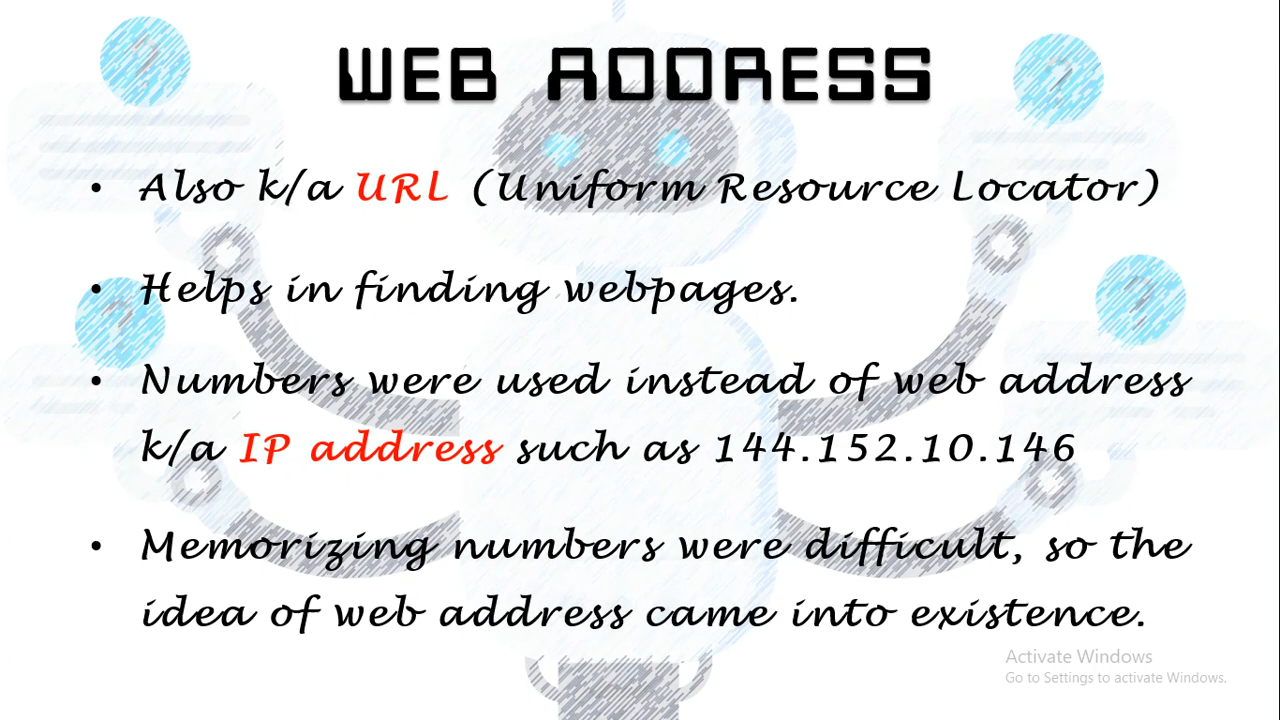 WEB ADDRESS
• Also k/a URL (Uniform Resource Locator)
• Helps in finding webpages.
• Numbers were used instead of web address
k/a IP address such as 144.152.10.146
• Memorizing numbers were difficult, so the
idea of web address came into existence.
Activate Windows
Go to Settings to activate Windows.